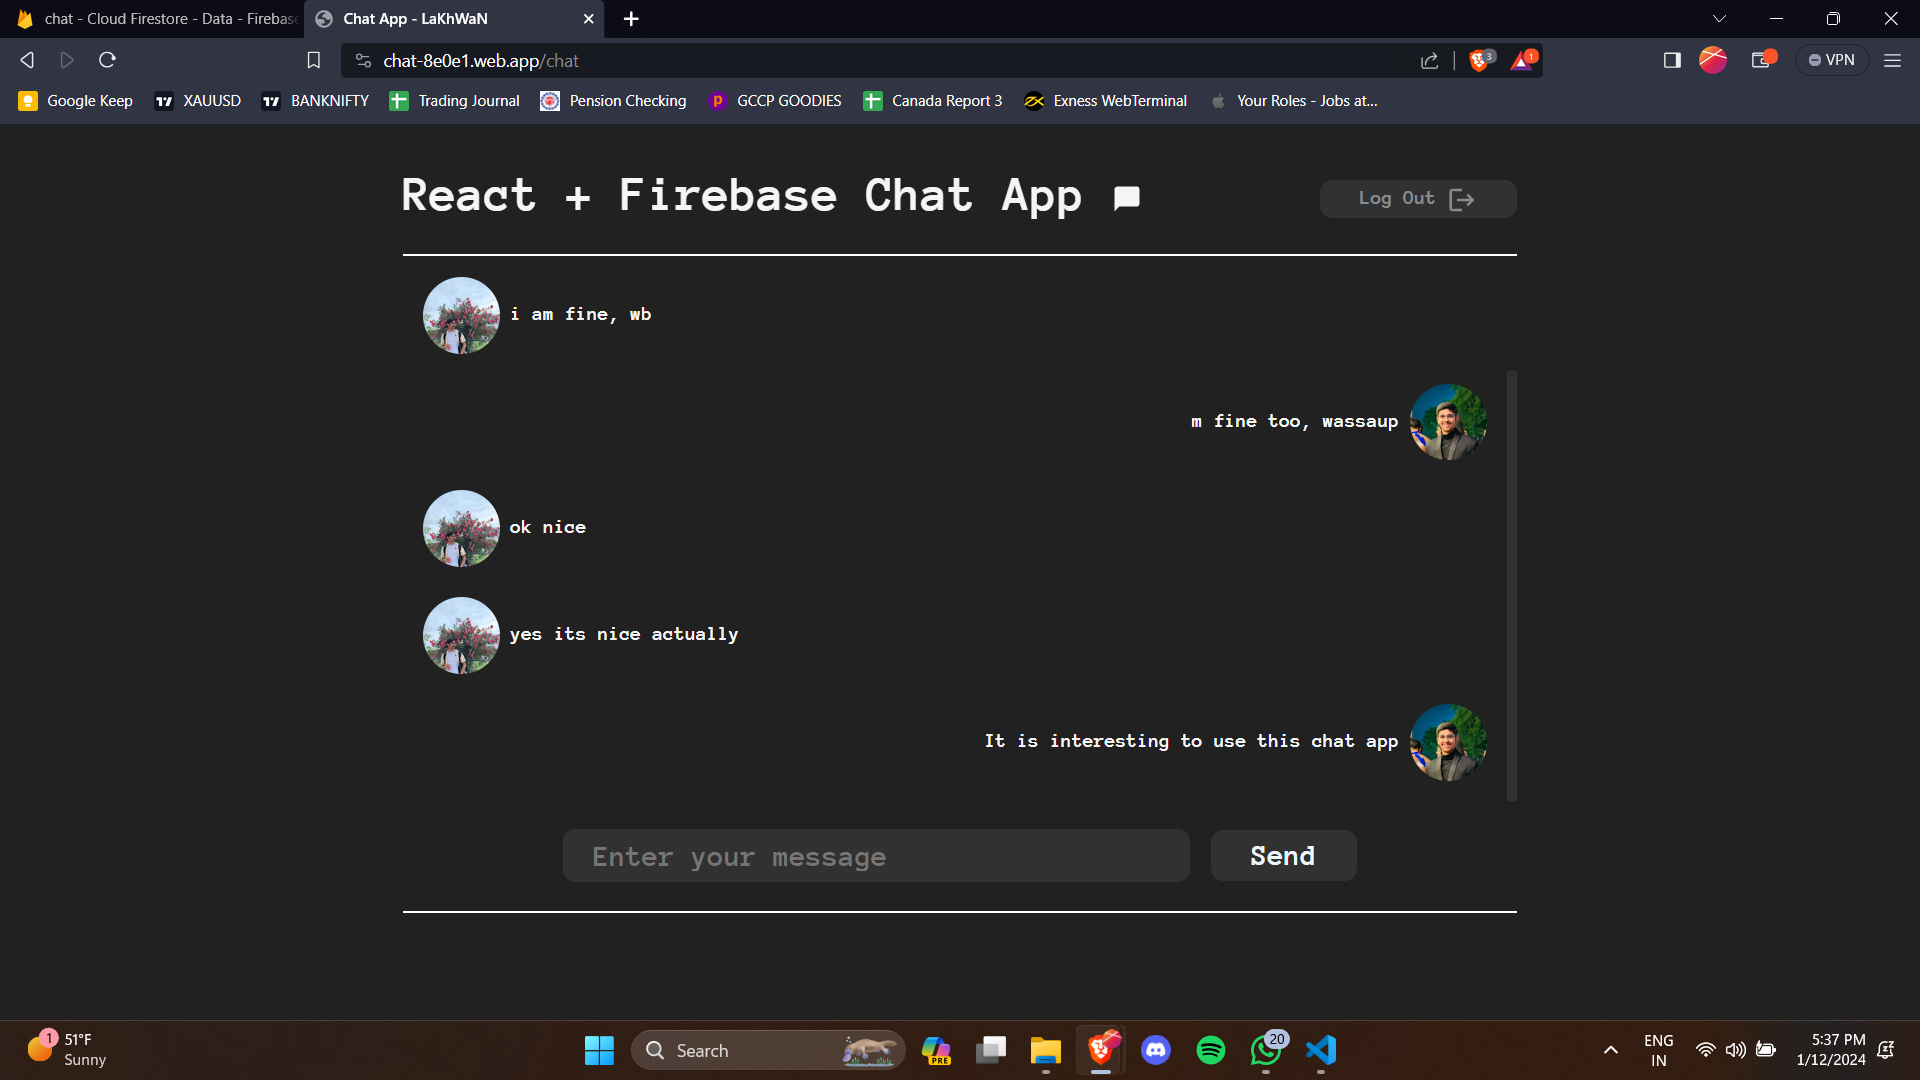 chat - Cloud Firestore - Data - Firebas
Chat App - LaKhWaN
chat-8e0e1.web.app/chat
3
1
VPN
Google Keep
XAUUSD
BANKNIFTY
Trading Journal
Pension Checking
p
GCCP GOODIES
Canada Report 3
Exness WebTerminal
Your Roles - Jobs at...
React + Firebase Chat App
Log Out
i am fine, wb
m fine too, wassaup
ok nice
yes its nice actually
It is interesting to use this chat app
Enter your message
Send
1
51°F
Sunny
Search
PRE
20
ENG
IN
5:37 PM
1/12/2024